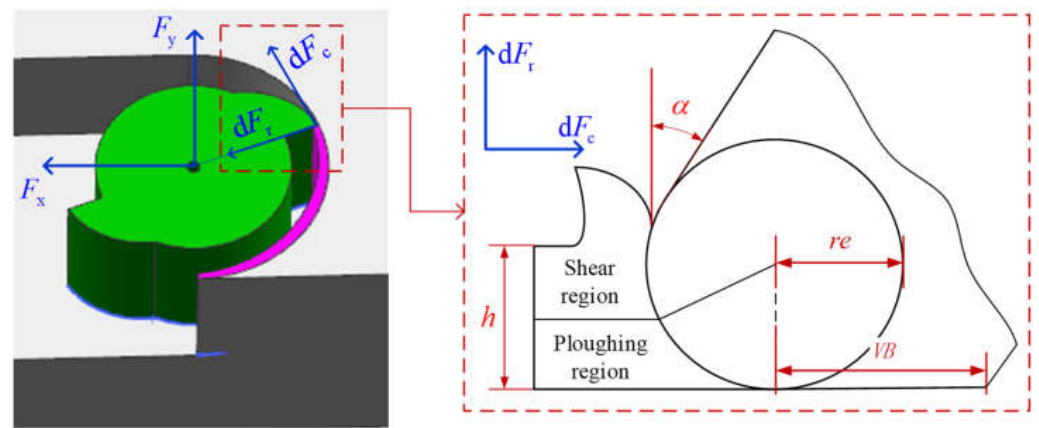 Fy
dFc
dFr
Fx
dFr
dFc
α
re
Shear
region
h
Ploughing
region
VB